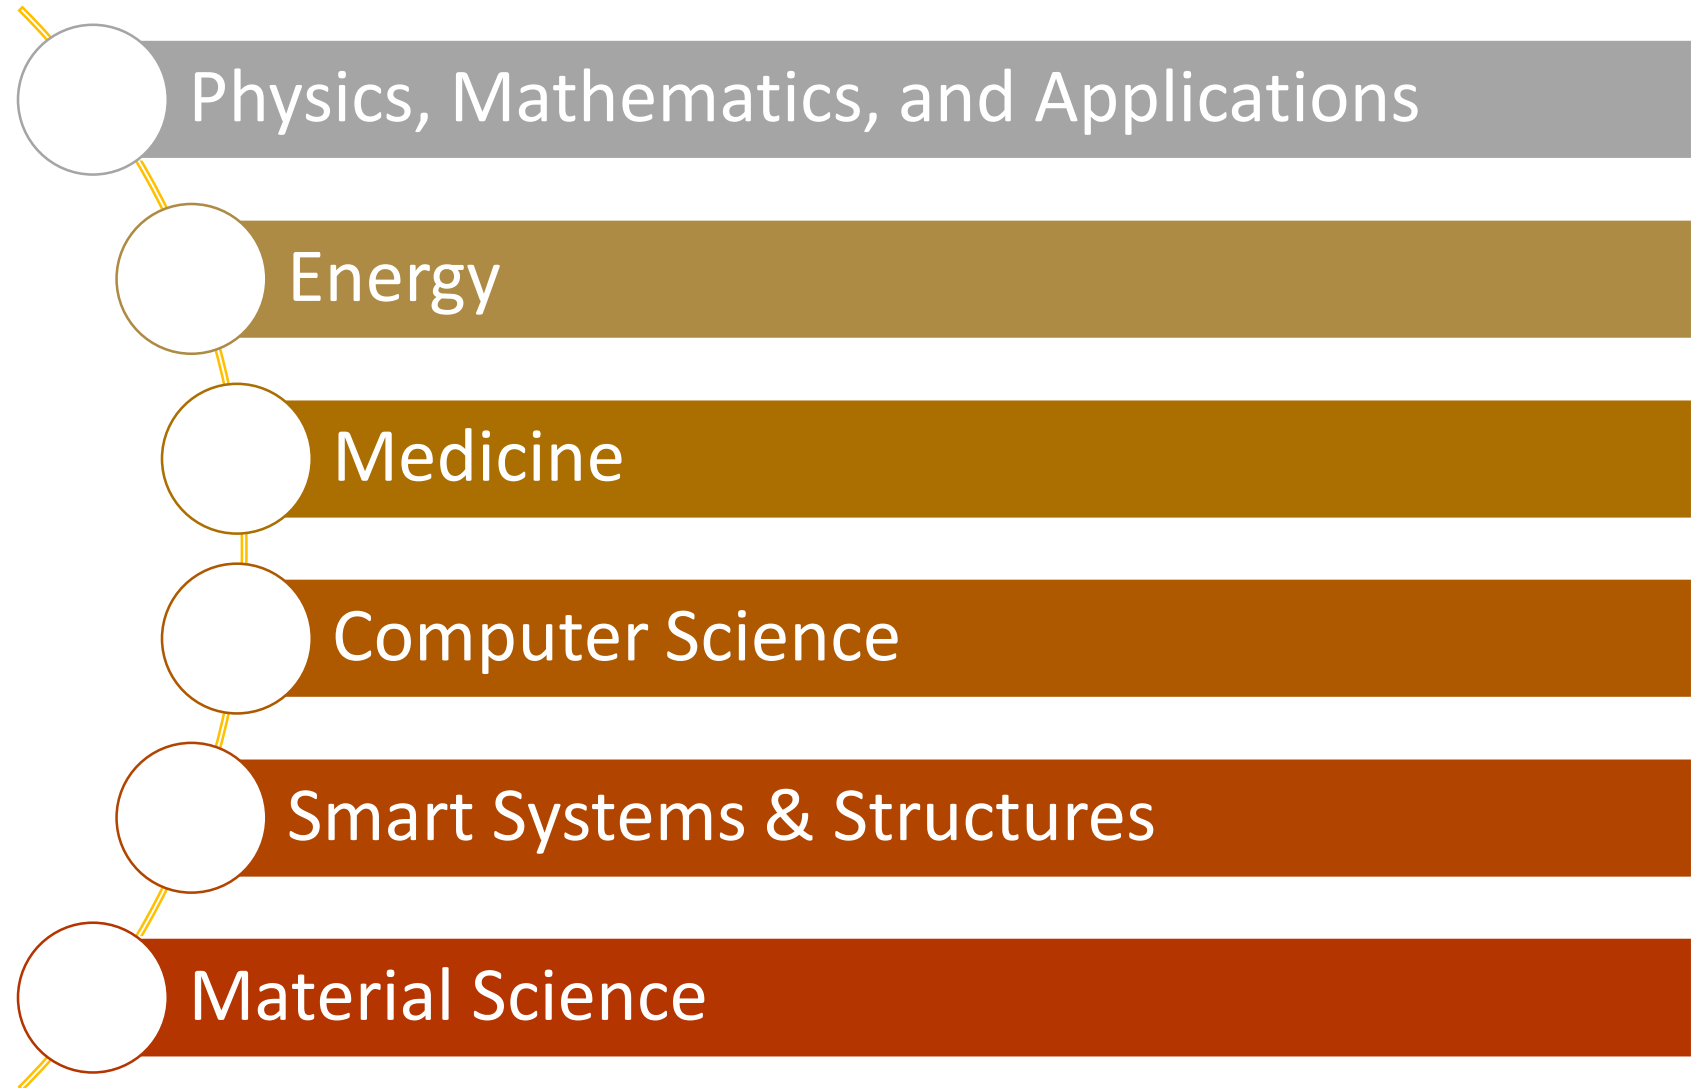 Physics, Mathematics, and Applications
Energy
Medicine
Computer Science
Smart Systems & Structures
Material Science